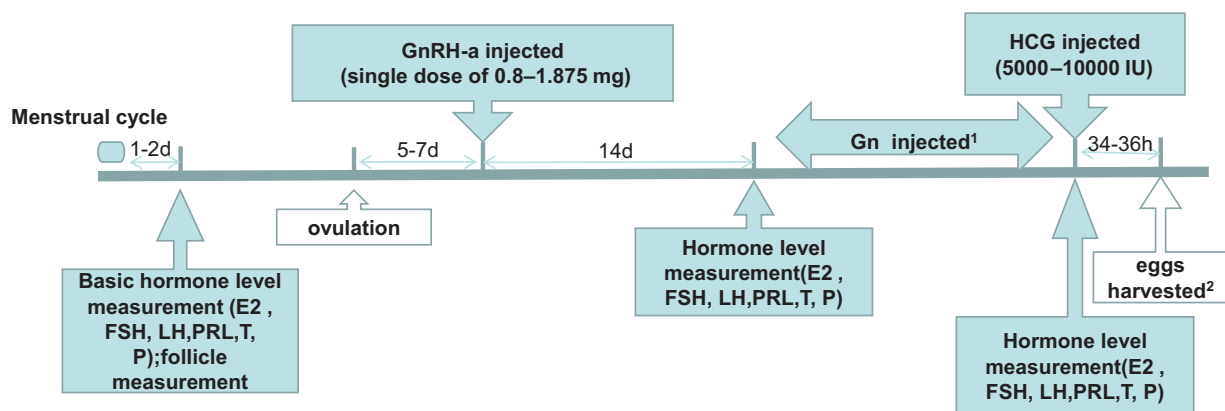 GnRH-a injected
(single dose of 0.8–1.875 mg)
HCG injected
(5000–10000 IU)
Menstrual cycle
1-2d
5-7d
14d
Gn injected¹
34-36h
ovulation
Basic hormone level
measurement (E2 ,
FSH, LH,PRL,T,
P);follicle
measurement
Hormone level
measurement(E2 ,
FSH, LH,PRL,T, P)
eggs
harvested²
Hormone level
measurement(E2 ,
FSH, LH,PRL,T, P)